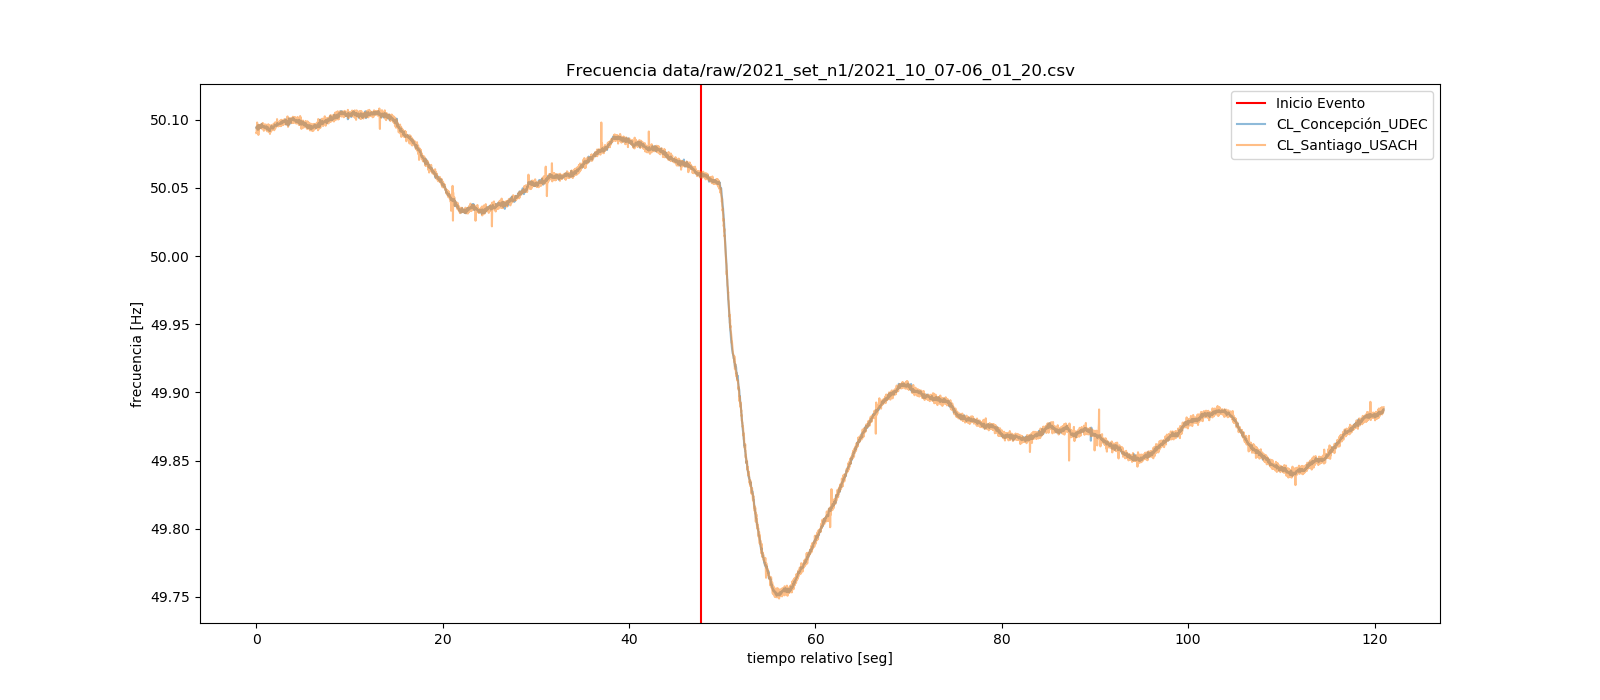 Frecuencia data/raw/2021_set_n1/2021_10_07-06_01_20.csv
Inicio Evento
CL_Concepción_UDEC
CL_Santiago_USACH
frecuencia [Hz]
50.10
50.05
50.00
49.95
49.90
49.85
49.80
49.75
0 20 40 60 80 100 120
tiempo relativo [seg]